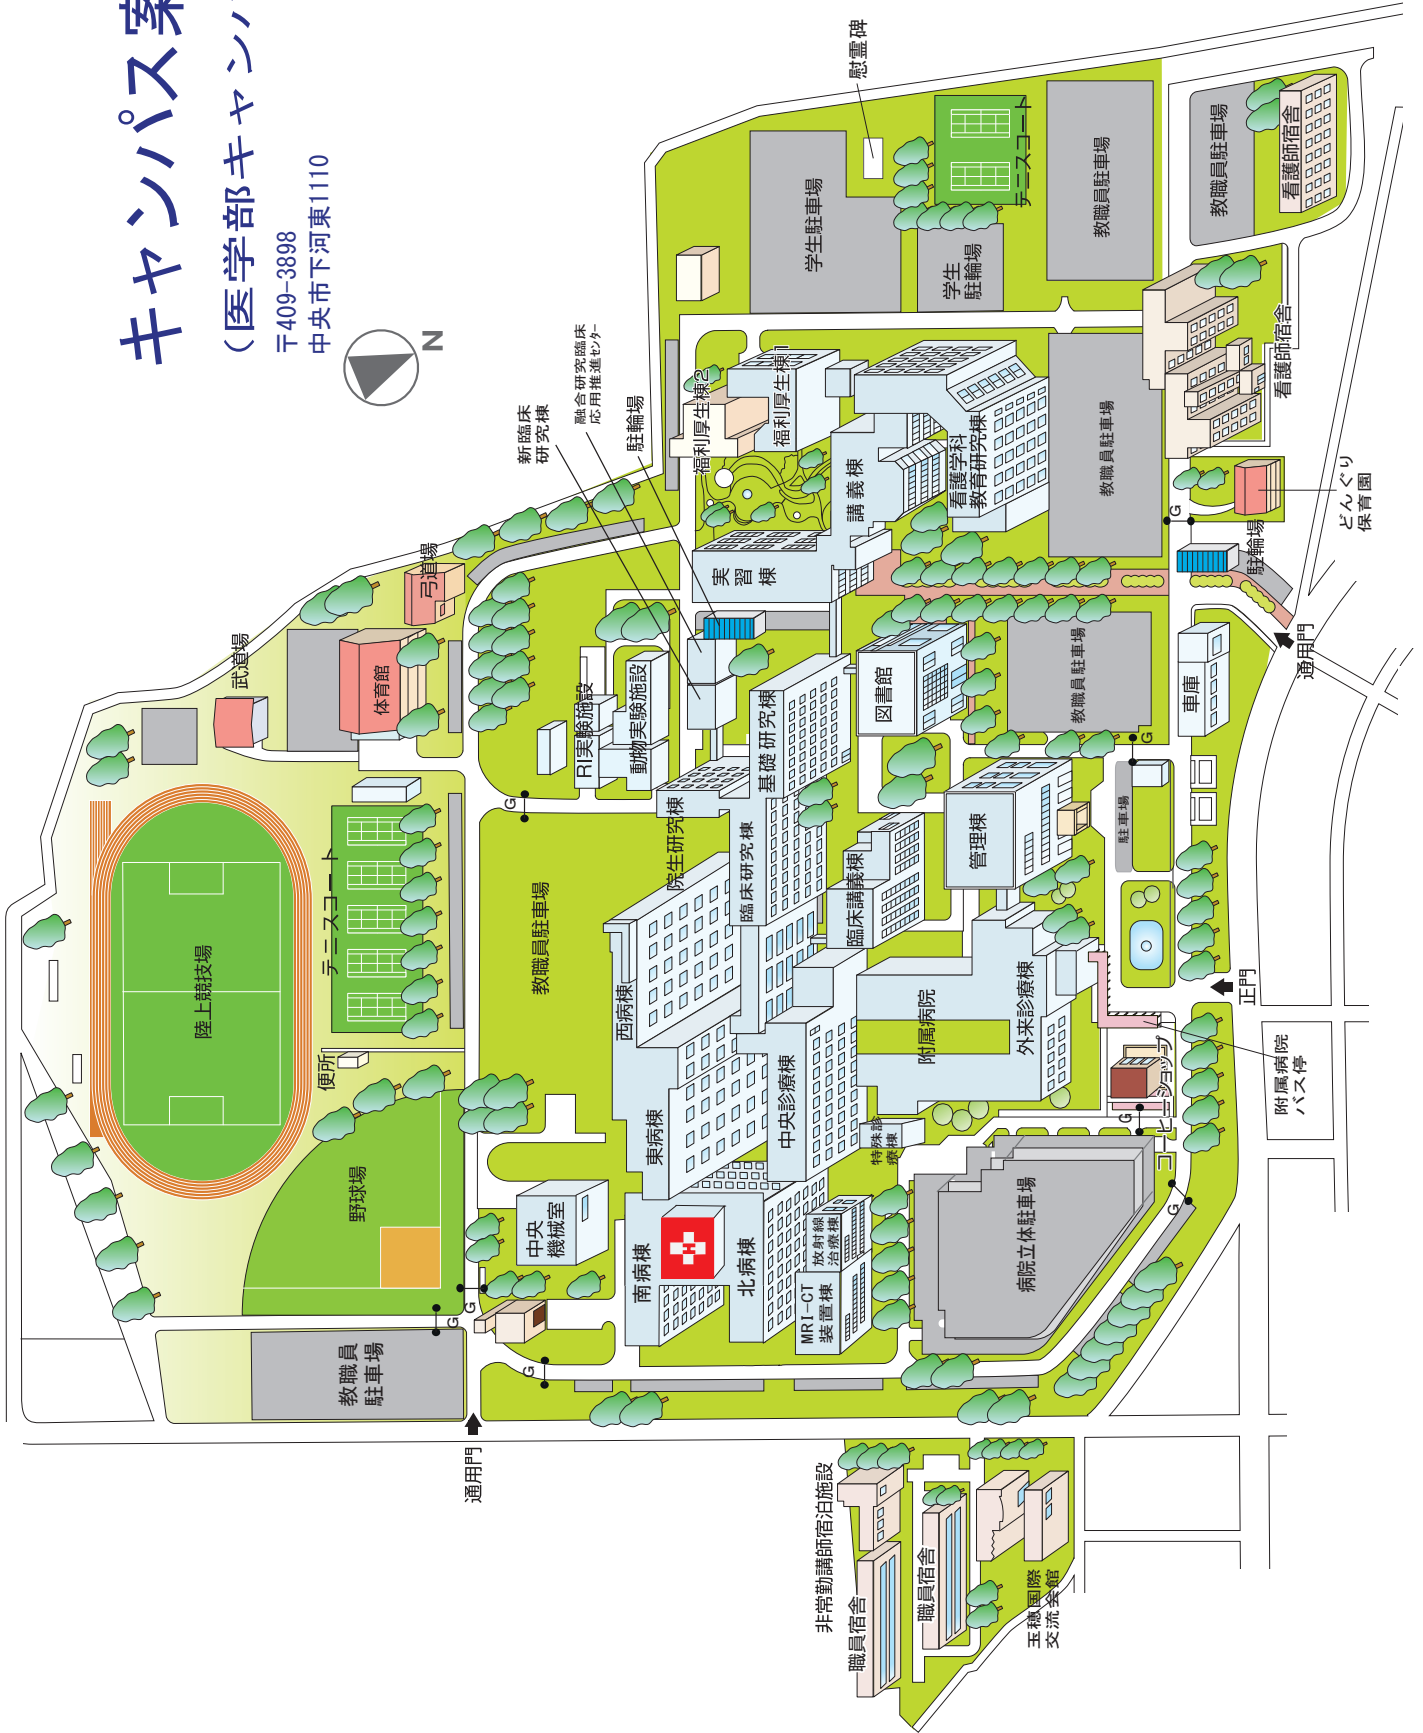 キャンパス案
(医学部キャンパ
〒409-3898
中央市下河東1110
N
慰霊碑
学生駐車場
テニスコート
学生
駐輪場
教職員駐車場
教職員駐車場
看護師宿舎
看護師宿舎
融合研究臨床
応用推進センター
新臨床
研究棟
駐輪場
福利厚生棟2
福利厚生棟1
講義棟
看護学科
教育研究棟
教職員駐車場
どんぐり
保育園
G
駐輪場
通用門
実習棟
弓道場
武道場
体育館
RI実験施設
動物実験施設
基礎研究棟
図書館
教職員駐車場
車庫
G
G
院生研究棟
臨床研究棟
臨床講義棟
管理棟
駐車場
陸上競技場
テニスコート
教職員駐車場
西病棟
便所
東病棟
中央診療棟
附属病院
外来診療棟
特殊診療棟
正門
附属病院
バス停
コーヒーショップ
G
野球場
中央
機械室
南病棟
H
北病棟
放射線
治療棟
MRI-CT
装置棟
病院立体駐車場
G
G
G
G
教職員
駐車場
通用門
非常勤講師宿泊施設
職員宿舎
職員宿舎
玉穂国際
交流会館